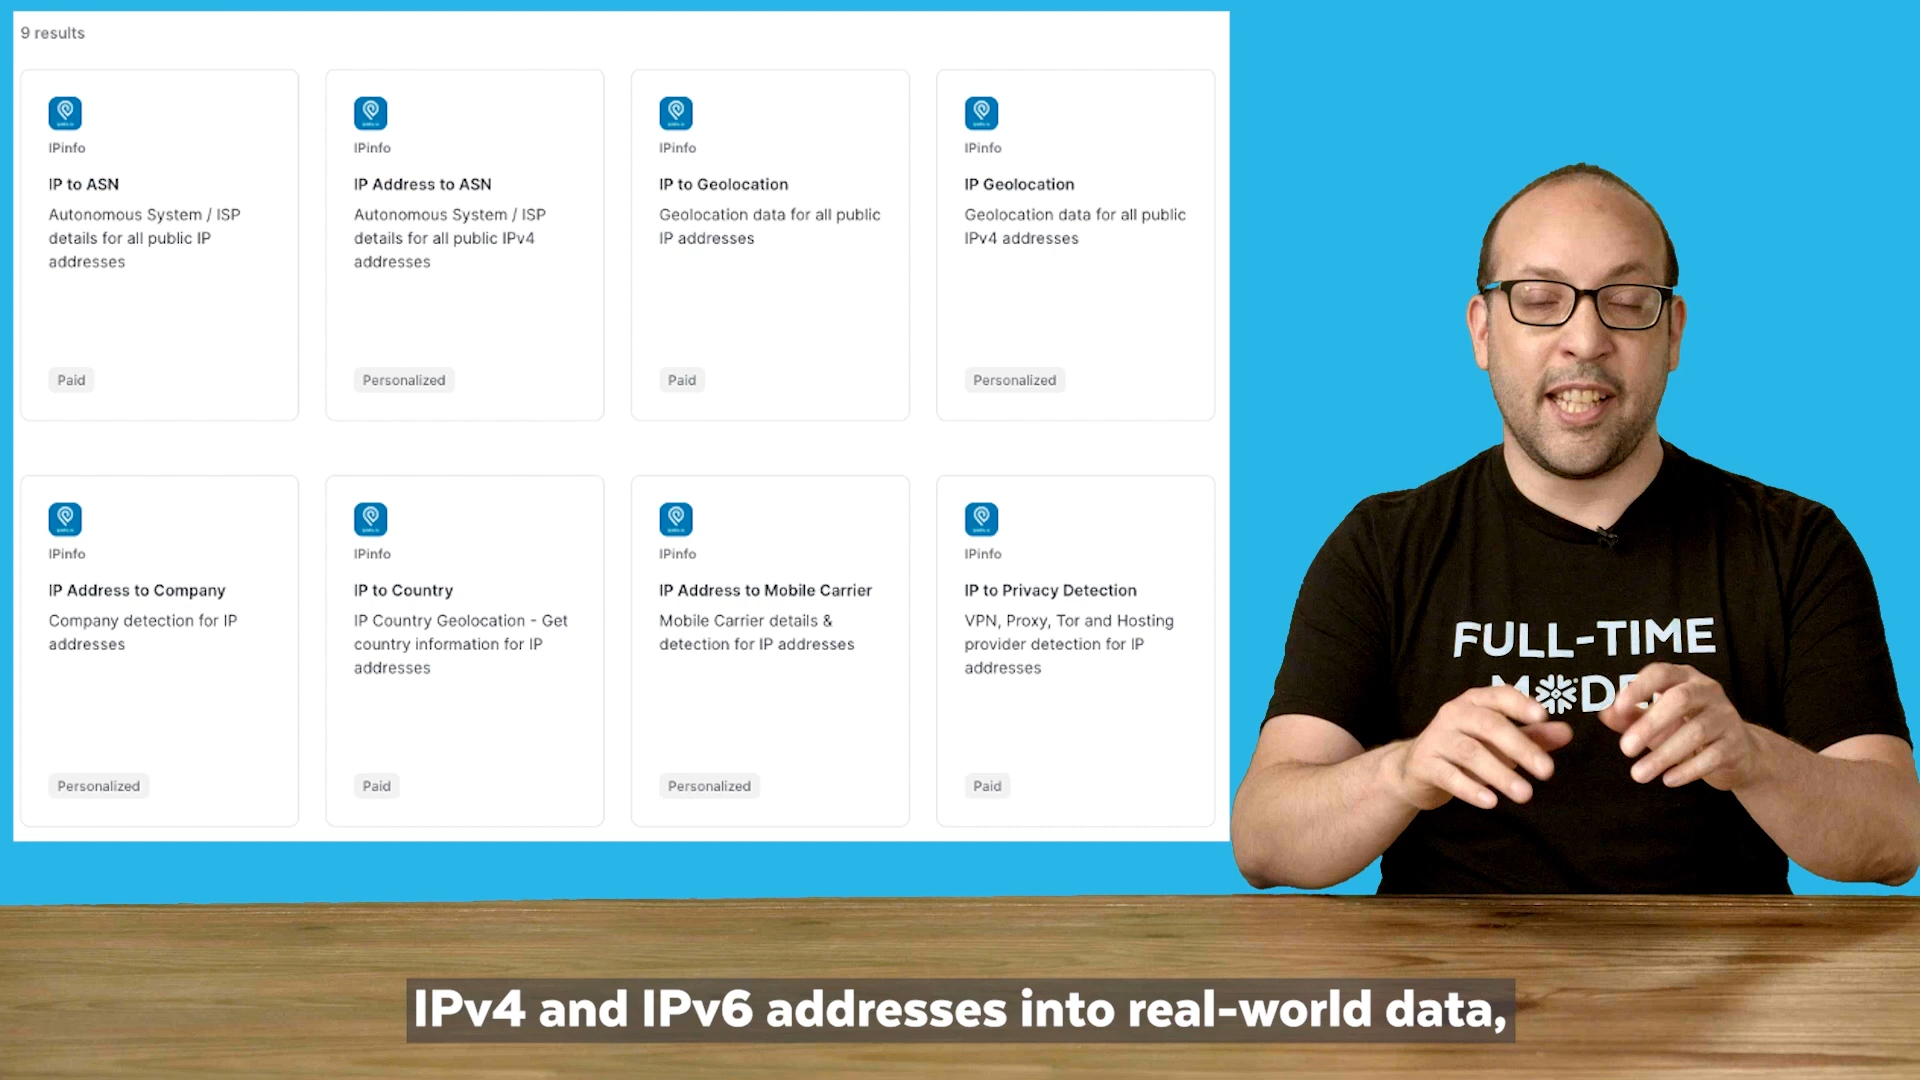 9 results
IPinfo
IP to ASN
Autonomous System / ISP
details for all public IP
addresses
Paid
IPinfo
IP Address to ASN
Autonomous System / ISP
details for all public IPv4
addresses
Personalized
IPinfo
IP to Geolocation
Geolocation data for all public
IP addresses
Paid
IPinfo
IP Geolocation
Geolocation data for all public
IPv4 addresses
Personalized
IPinfo
IP Address to Company
Company detection for IP
addresses
Personalized
IPinfo
IP to Country
IP Country Geolocation - Get
country information for IP
addresses
Paid
IPinfo
IP Address to Mobile Carrier
Mobile Carrier details &
detection for IP addresses
Personalized
IPinfo
IP to Privacy Detection
VPN, Proxy, Tor and Hosting
provider detection for IP
addresses
Paid
FULL-TIME
IPv4 and IPv6 addresses into real-world data,